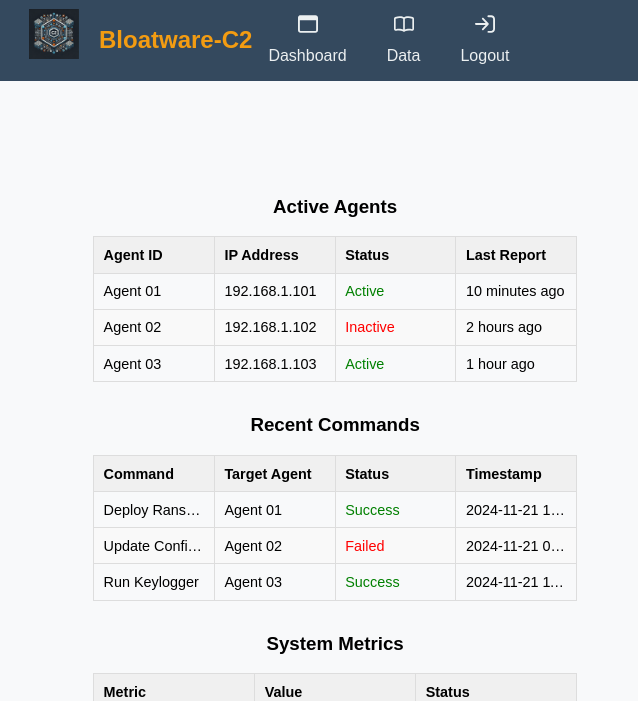 Bloatware-C2
Dashboard Data Logout
Active Agents
Agent ID IP Address Status Last Report
Agent 01 192.168.1.101 Active 10 minutes ago
Agent 02 192.168.1.102 Inactive 2 hours ago
Agent 03 192.168.1.103 Active 1 hour ago
Recent Commands
Command Target Agent Status Timestamp
Deploy Rans… Agent 01 Success 2024-11-21 1…
Update Confi… Agent 02 Failed 2024-11-21 0…
Run Keylogger Agent 03 Success 2024-11-21 1…
System Metrics
Metric Value Status